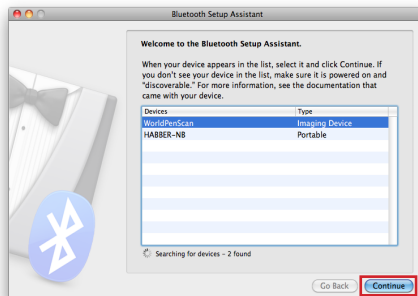 Bluetooth Setup Assistant
Welcome to the Bluetooth Setup Assistant.
When your device appears in the list, select it and click Continue. If
you don't see your device in the list, make sure it is powered on and
"discoverable." For more information, see the documentation that
came with your device.
Devices Type
WorldPenScan Imaging Device
HABBER-NB Portable
Searching for devices – 2 found
Go Back Continue